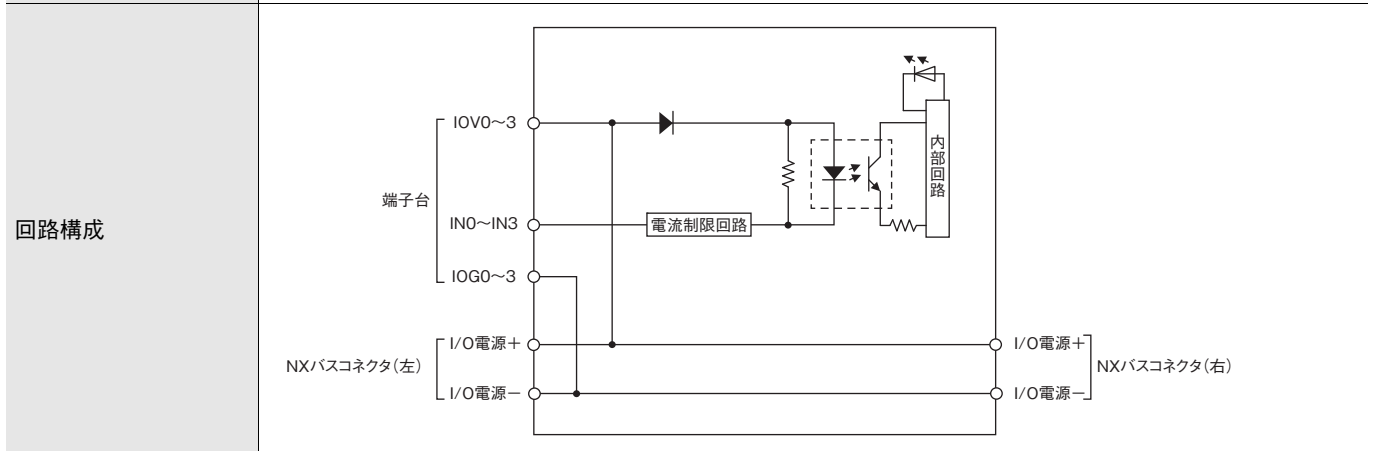 回路構成
端子台
IOV0～3
IN0～IN3
IOG0～3
電流制限回路
内部回路
NXバスコネクタ（左）
I/O電源＋
I/O電源－
I/O電源＋
I/O電源－
NXバスコネクタ（右）